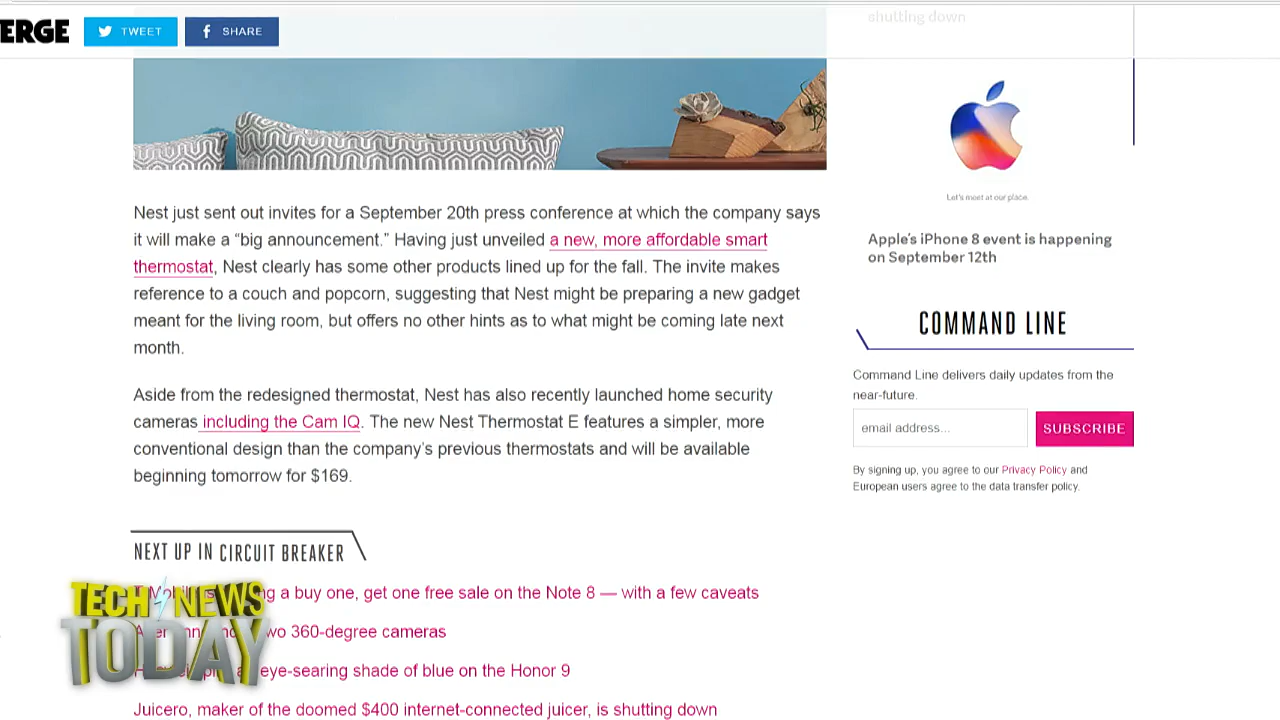 ERGE
TWEET
SHARE
shutting down
Let's meet at our place.
Apple's iPhone 8 event is happening
on September 12th
Nest just sent out invites for a September 20th press conference at which the company says
it will make a “big announcement.” Having just unveiled a new, more affordable smart
thermostat, Nest clearly has some other products lined up for the fall. The invite makes
reference to a couch and popcorn, suggesting that Nest might be preparing a new gadget
meant for the living room, but offers no other hints as to what might be coming late next
month.
Aside from the redesigned thermostat, Nest has also recently launched home security
cameras including the Cam IQ. The new Nest Thermostat E features a simpler, more
conventional design than the company's previous thermostats and will be available
beginning tomorrow for $169.
COMMAND LINE
Command Line delivers daily updates from the
near-future.
email address...
SUBSCRIBE
By signing up, you agree to our Privacy Policy and
European users agree to the data transfer policy.
NEXT UP IN CIRCUIT BREAKER
a buy one, get one free sale on the Note 8 — with a few caveats
360-degree cameras
eye-searing shade of blue on the Honor 9
Juicero, maker of the doomed $400 internet-connected juicer, is shutting down
TECH NEWS
TODAY